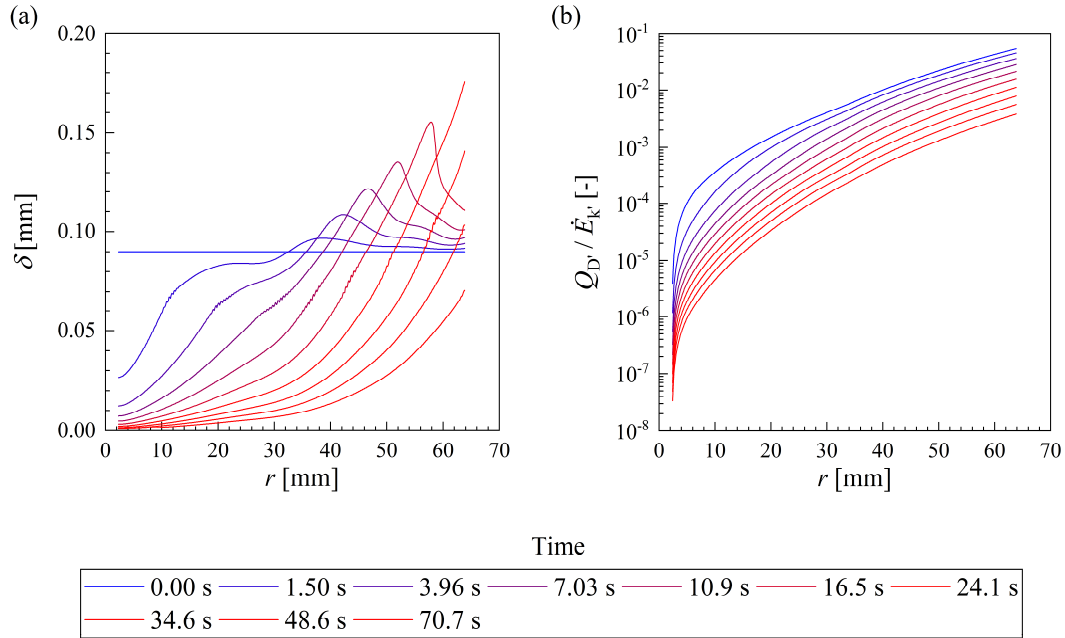 (a)
0.20
0.15
0.10
0.05
0.00
δ [mm]
0 10 20 30 40 50 60 70
r [mm]
(b)
10⁻¹
10⁻²
10⁻³
10⁻⁴
10⁻⁵
10⁻⁶
10⁻⁷
10⁻⁸
Q_D' / Ė_k' [-]
0 10 20 30 40 50 60 70
r [mm]
Time
0.00 s 1.50 s 3.96 s 7.03 s 10.9 s 16.5 s 24.1 s
34.6 s 48.6 s 70.7 s